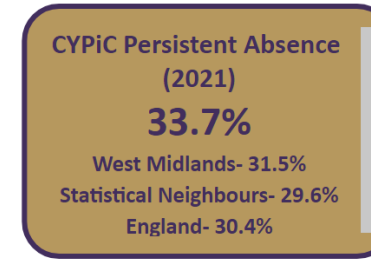 CYPiC Persistent Absence
(2021)
33.7%
West Midlands- 31.5%
Statistical Neighbours- 29.6%
England- 30.4%